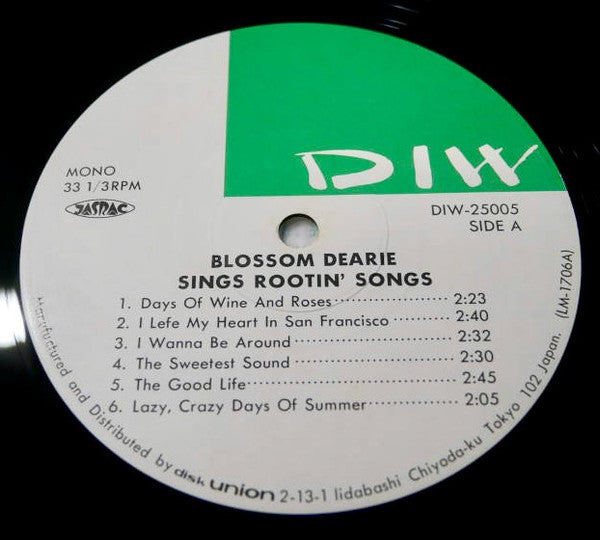 DIW
MONO
33 1/3RPM
JASRAC
DIW-25005
SIDE A
BLOSSOM DEARIE
SINGS ROOTIN' SONGS
1. Days Of Wine And Roses 2:23
2. I Lefe My Heart In San Francisco 2:40
3. I Wanna Be Around 2:32
4. The Sweetest Sound 2:30
5. The Good Life 2:45
6. Lazy, Crazy Days Of Summer 2:05
Manufactured and Distributed by disk union 2-13-1 Iidabashi Chiyoda-ku Tokyo 102 Japan. (LM-1706A)